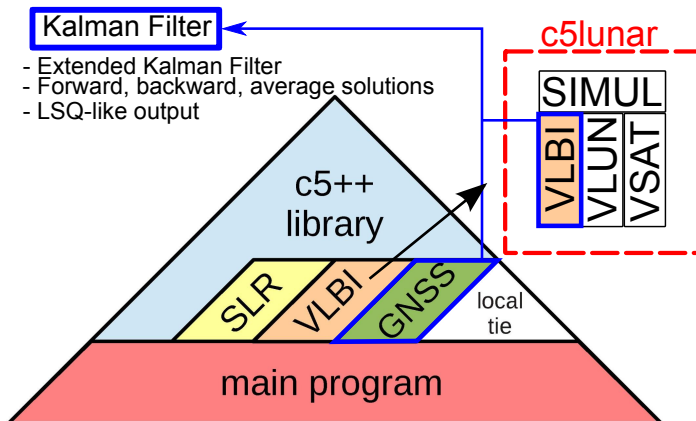 Kalman Filter
- Extended Kalman Filter
- Forward, backward, average solutions
- LSQ-like output
c5lunar
SIMUL
VLBI
VLUN
VSAT
c5++
library
SLR
VLBI
GNSS
local
tie
main program